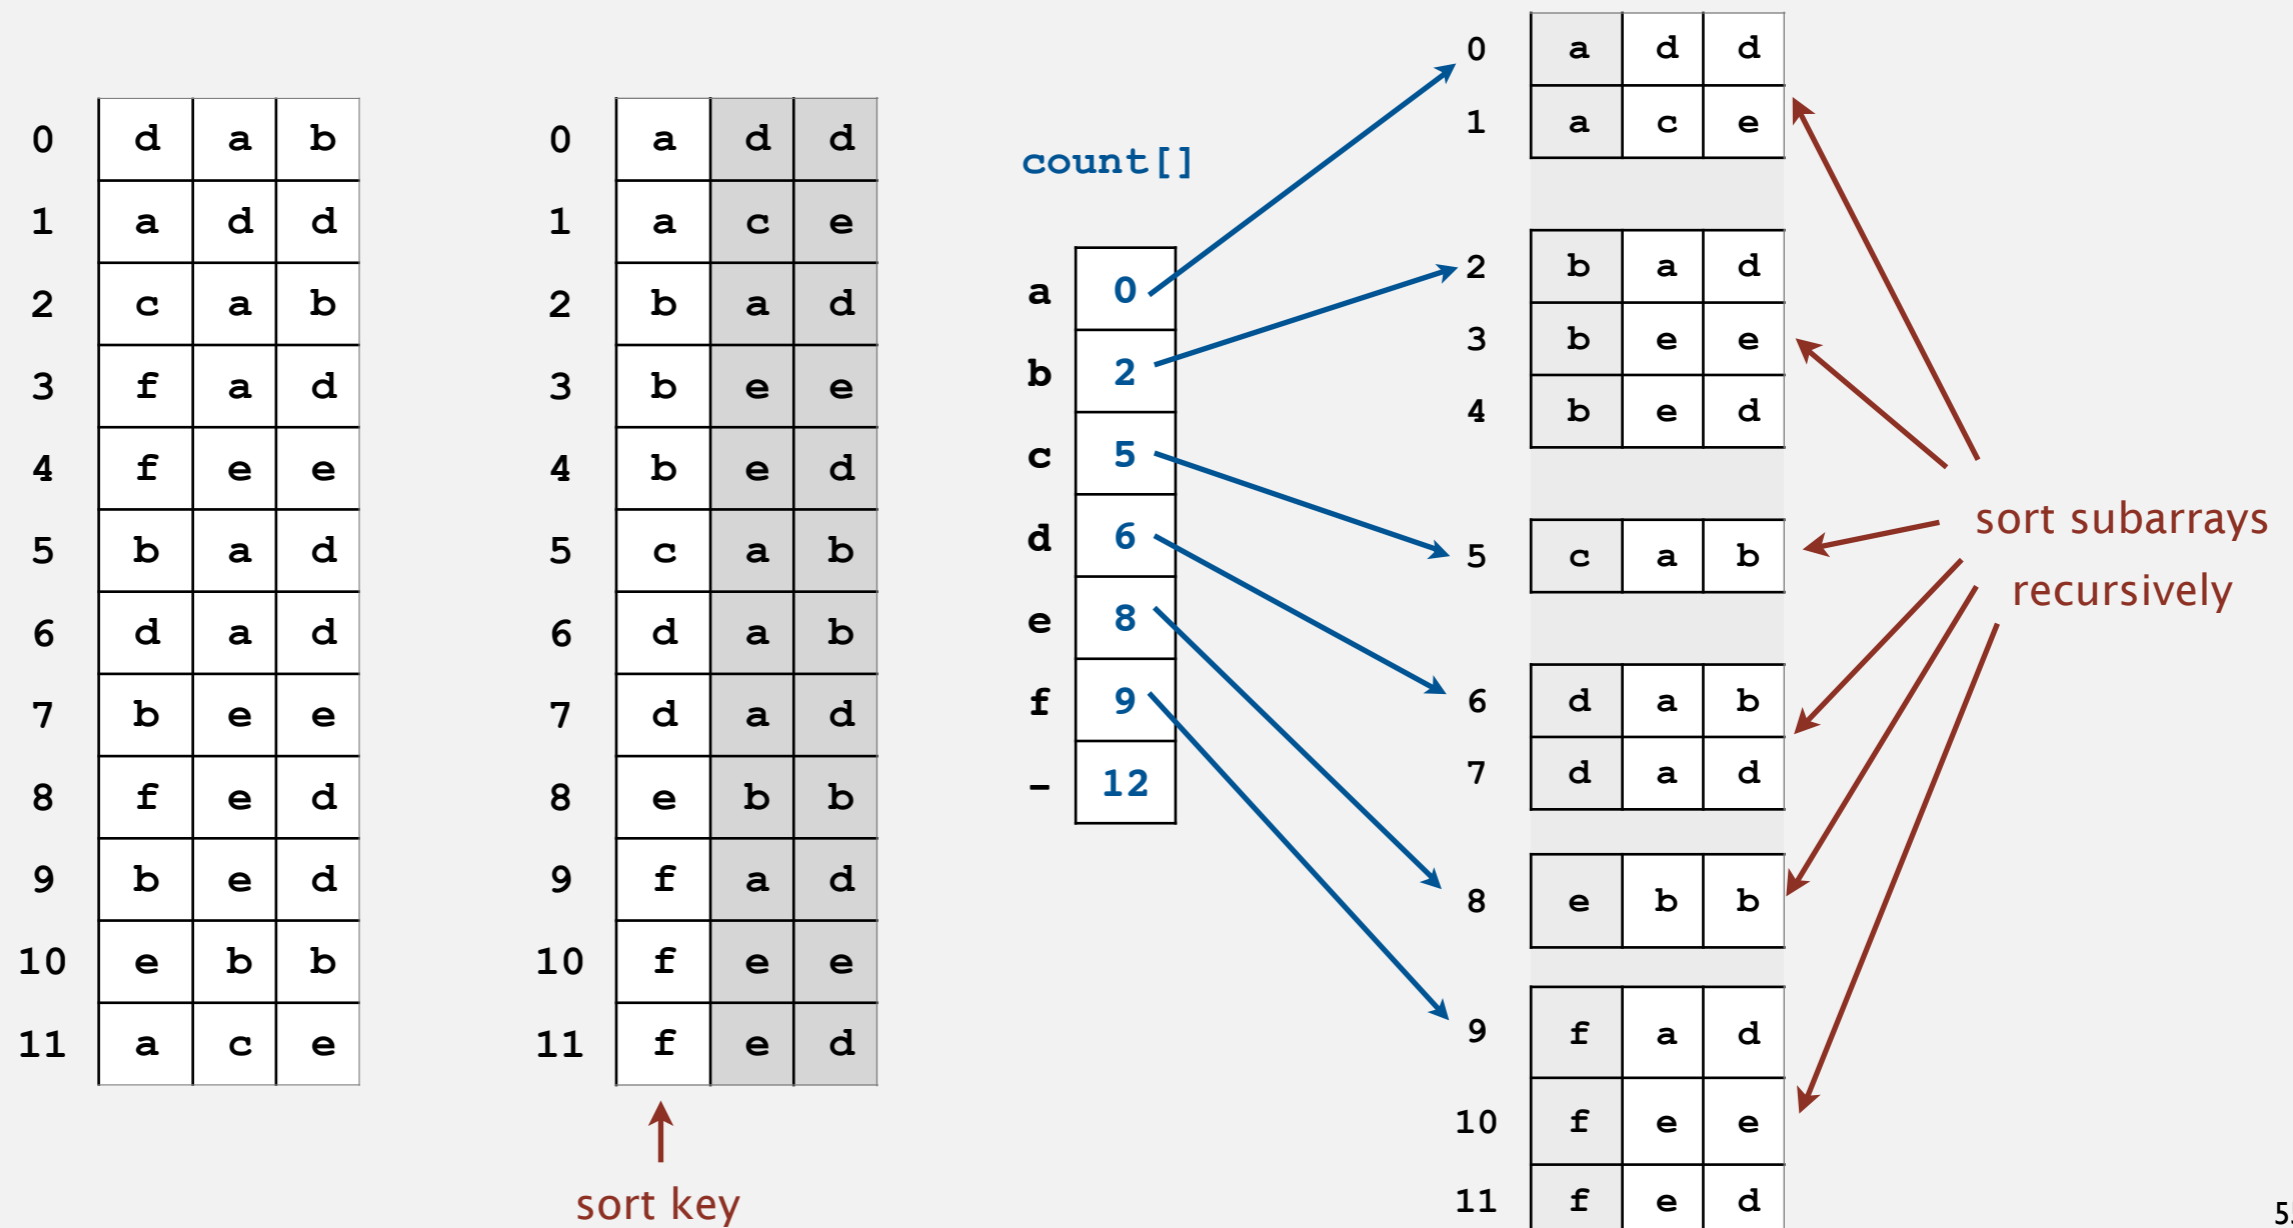 0 d a b
1 a d d
2 c a b
3 f a d
4 f e e
5 b a d
6 d a d
7 b e e
8 f e d
9 b e d
10 e b b
11 a c e
0 a d d
1 a c e
2 b a d
3 b e e
4 b e d
5 c a b
6 d a b
7 d a d
8 e b b
9 f a d
10 f e e
11 f e d
sort key
count[]
a 0
b 2
c 5
d 6
e 8
f 9
- 12
0 a d d
1 a c e
2 b a d
3 b e e
4 b e d
5 c a b
6 d a b
7 d a d
8 e b b
9 f a d
10 f e e
11 f e d
sort subarrays
recursively